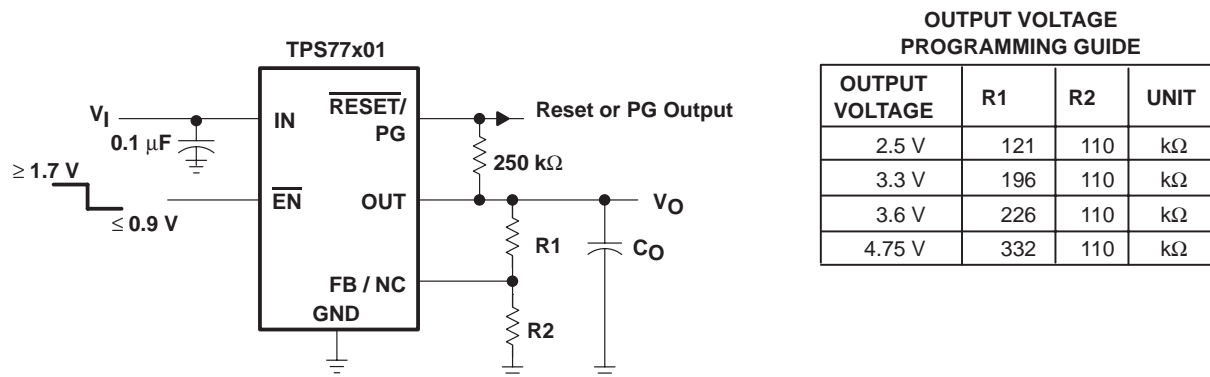 TPS77x01
V_I
0.1 μF
≥ 1.7 V
≤ 0.9 V
IN
RESET/
PG
EN
OUT
FB / NC
GND
Reset or PG Output
250 kΩ
V_O
R1
C_O
R2
OUTPUT VOLTAGE
PROGRAMMING GUIDE
OUTPUT VOLTAGE R1 R2 UNIT
2.5 V 121 110 kΩ
3.3 V 196 110 kΩ
3.6 V 226 110 kΩ
4.75 V 332 110 kΩ